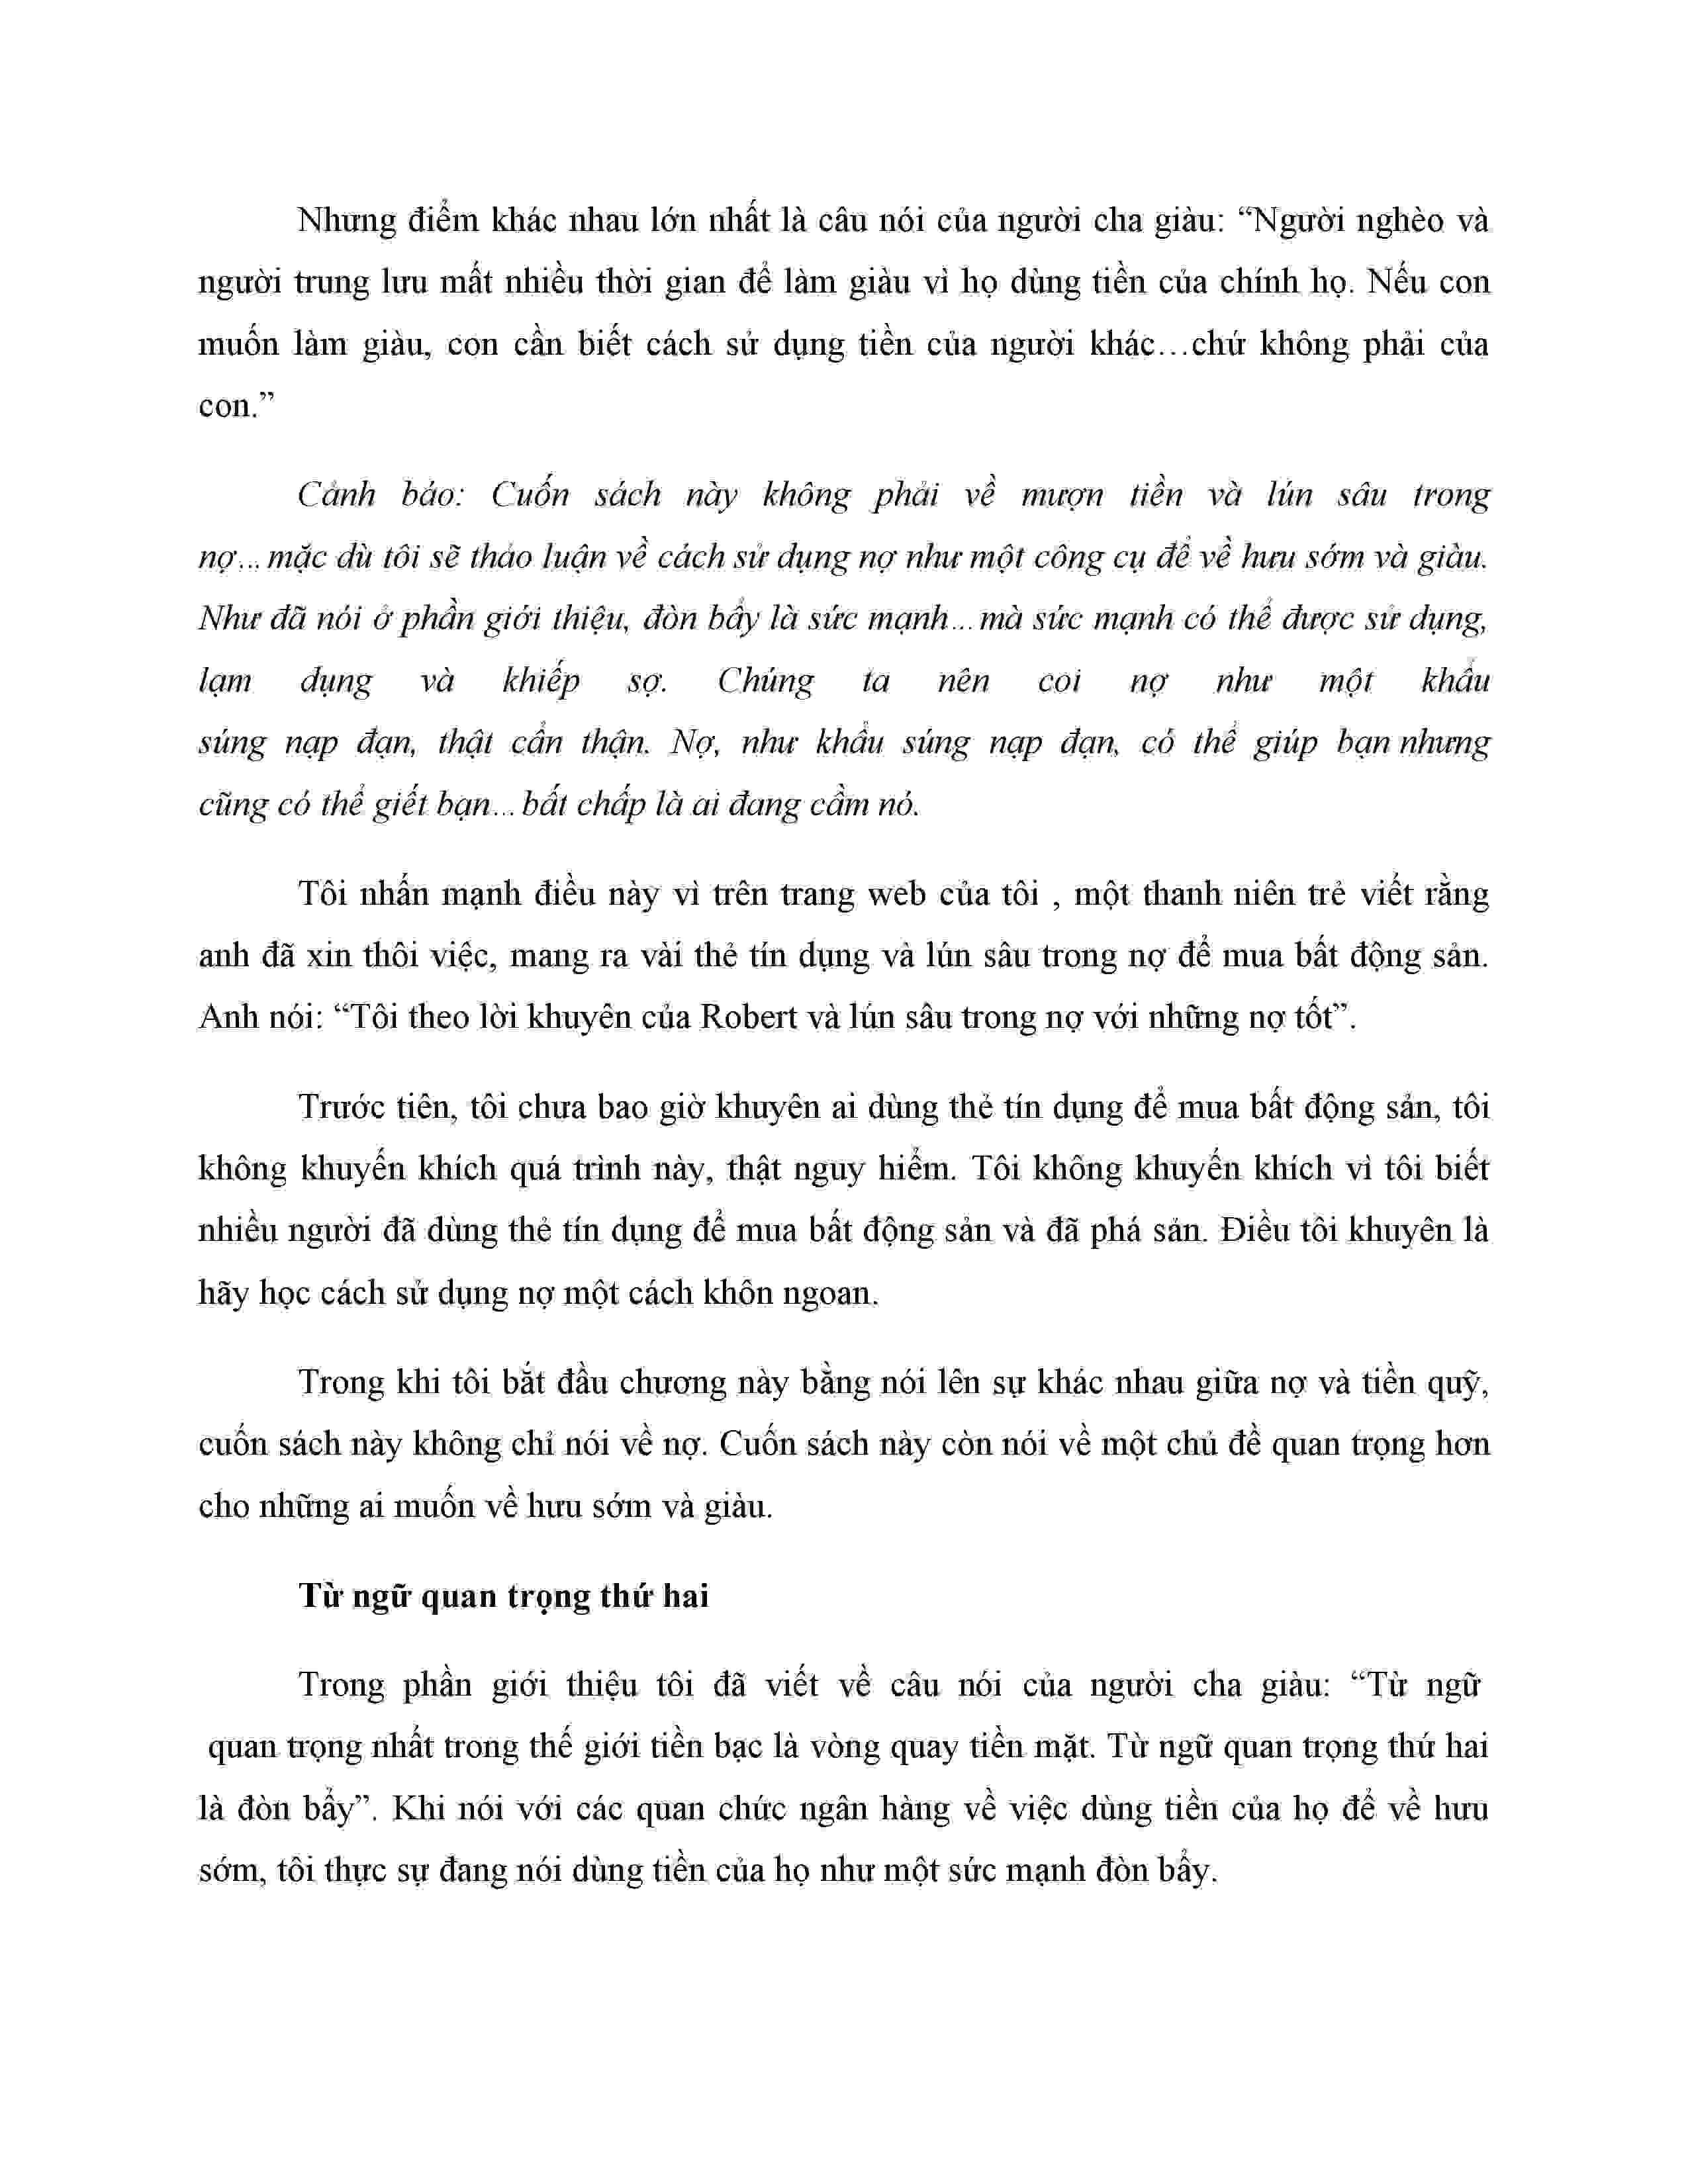 Nhưng điểm khác nhau lớn nhất là câu nói của người cha giàu: “Người nghèo và
người trung lưu mất nhiều thời gian để làm giàu vì họ dùng tiền của chính họ. Nếu con
muốn làm giàu, con cần biết cách sử dụng tiền của người khác…chứ không phải của
con.”
Cảnh báo: Cuốn sách này không phải về mượn tiền và lún sâu trong
nợ…mặc dù tôi sẽ thảo luận về cách sử dụng nợ như một công cụ để về hưu sớm và giàu.
Như đã nói ở phần giới thiệu, đòn bẩy là sức mạnh…mà sức mạnh có thể được sử dụng,
lạm dụng và khiếp sợ. Chúng ta nên coi nợ như một khẩu
súng nạp đạn, thật cẩn thận. Nợ, như khẩu súng nạp đạn, có thể giúp bạn nhưng
cũng có thể giết bạn…bất chấp là ai đang cầm nó.
Tôi nhấn mạnh điều này vì trên trang web của tôi , một thanh niên trẻ viết rằng
anh đã xin thôi việc, mang ra vàí thẻ tín dụng và lún sâu trong nợ để mua bất động sản.
Anh nói: “Tôi theo lời khuyên của Robert và lún sâu trong nợ với những nợ tốt”.
Trước tiên, tôi chưa bao giờ khuyên ai dùng thẻ tín dụng để mua bất động sản, tôi
không khuyến khích quá trình này, thật nguy hiểm. Tôi không khuyến khích vì tôi biết
nhiều người đã dùng thẻ tín dụng để mua bất động sản và đã phá sản. Điều tôi khuyên là
hãy học cách sử dụng nợ một cách khôn ngoan.
Trong khi tôi bắt đầu chương này bằng nói lên sự khác nhau giữa nợ và tiền quỹ,
cuốn sách này không chỉ nói về nợ. Cuốn sách này còn nói về một chủ đề quan trọng hơn
cho những ai muốn về hưu sớm và giàu.
Từ ngữ quan trọng thứ hai
Trong phần giới thiệu tôi đã viết về câu nói của người cha giàu: “Từ ngữ
quan trọng nhất trong thế giới tiền bạc là vòng quay tiền mặt. Từ ngữ quan trọng thứ hai
là đòn bẩy”. Khi nói với các quan chức ngân hàng về việc dùng tiền của họ để về hưu
sớm, tôi thực sự đang nói dùng tiền của họ như một sức mạnh đòn bẩy.